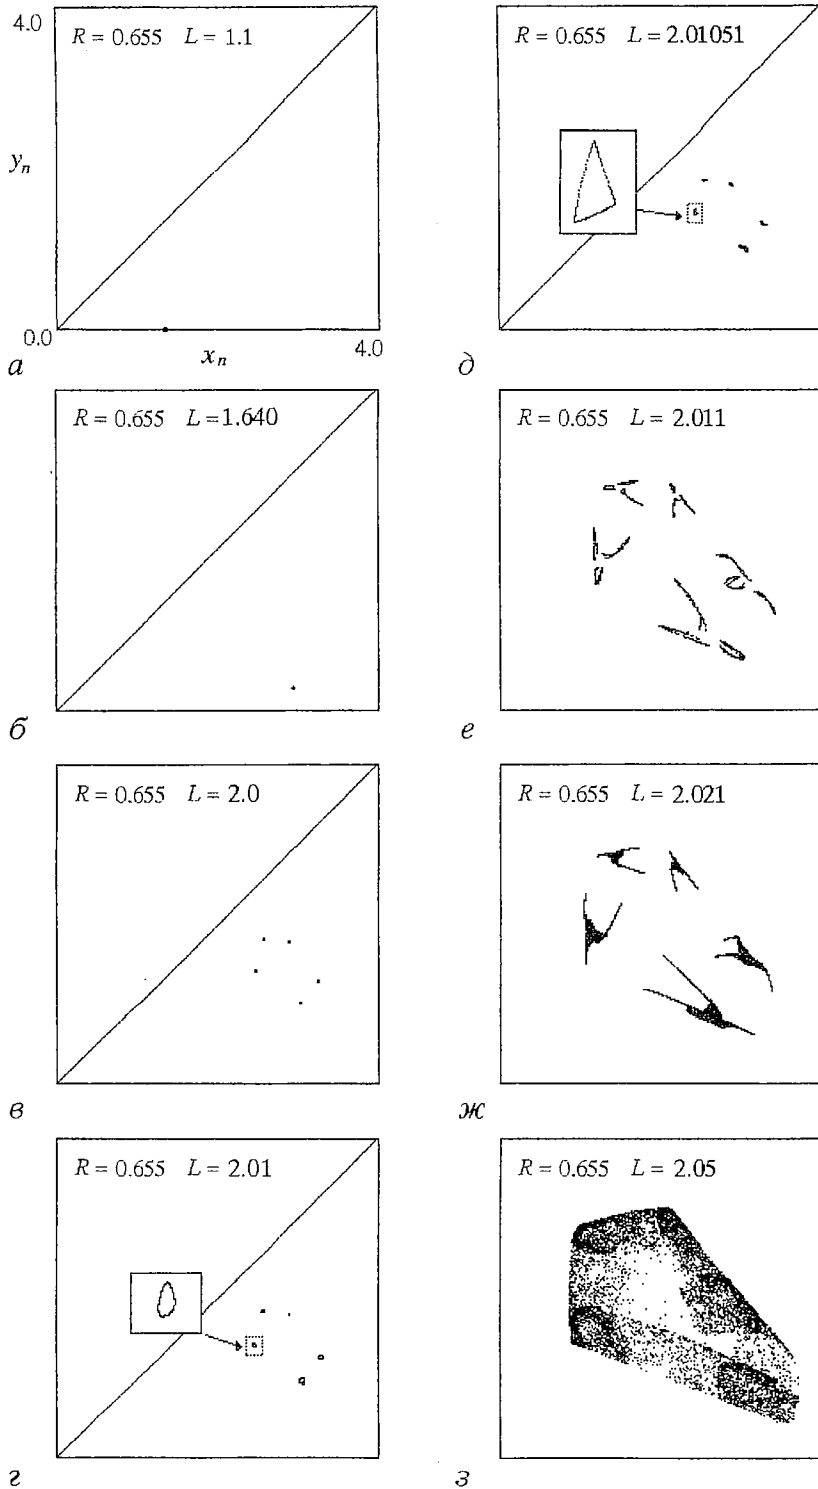 4.0
R = 0.655 L = 1.1
yₙ
0.0
xₙ
4.0
а
R = 0.655 L = 1.640
б
R = 0.655 L = 2.0
в
R = 0.655 L = 2.01
г
R = 0.655 L = 2.01051
д
R = 0.655 L = 2.011
е
R = 0.655 L = 2.021
ж
R = 0.655 L = 2.05
з